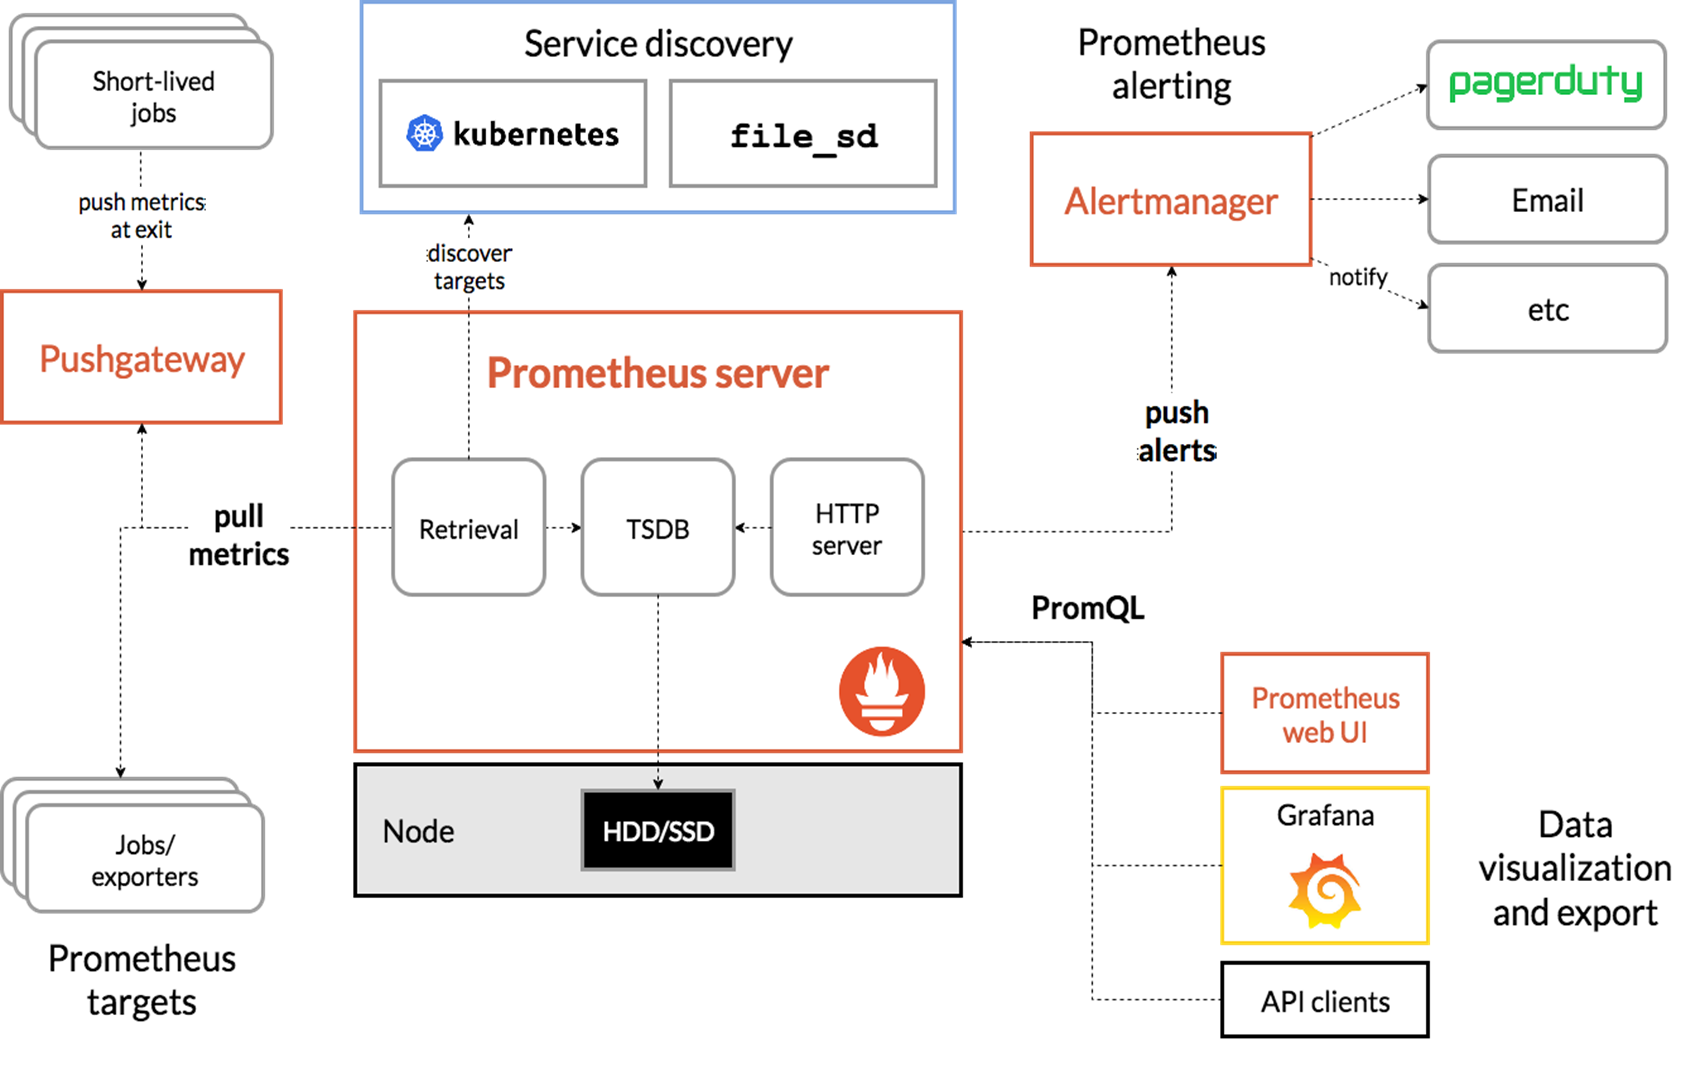 Short-lived
jobs
push metrics
at exit
Pushgateway
pull
metrics
Jobs/
exporters
Prometheus
targets
Service discovery
kubernetes
file_sd
discover
targets
Prometheus server
Retrieval
TSDB
HTTP
server
Node
HDD/SSD
Prometheus
alerting
Alertmanager
pagerduty
Email
notify
etc
push
alerts
PromQL
Prometheus
web UI
Grafana
API clients
Data
visualization
and export